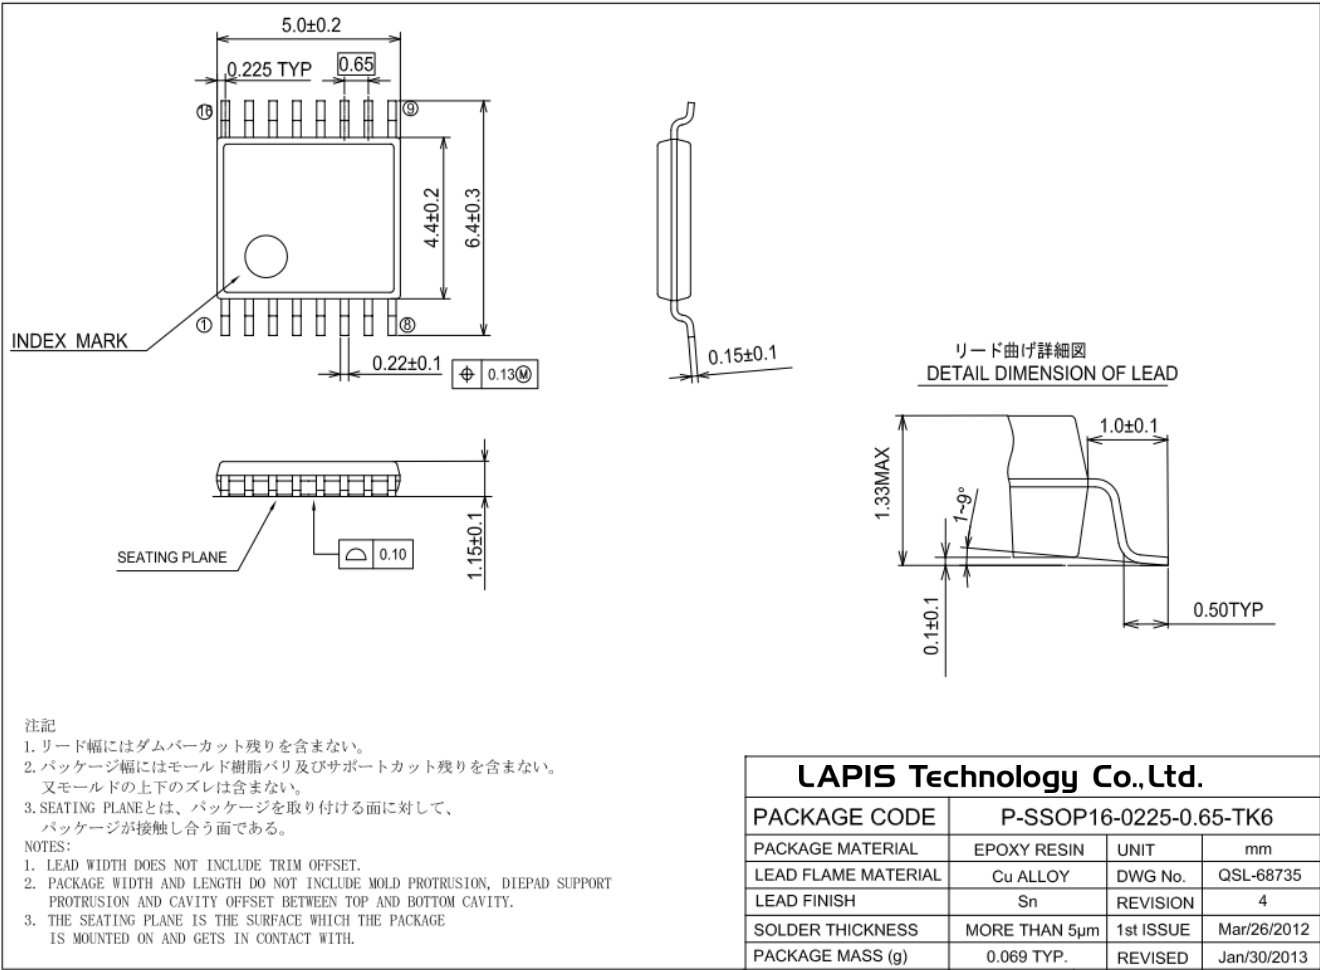 5.0±0.2
0.225 TYP
0.65
⑯
⑨
4.4±0.2
6.4±0.3
INDEX MARK
①
⑧
0.22±0.1
0.13Ⓜ
0.15±0.1
リード曲げ詳細図
DETAIL DIMENSION OF LEAD
1.0±0.1
1.33MAX
1~9°
0.1±0.1
0.50TYP
SEATING PLANE
0.10
1.15±0.1
注記
1. リード幅にはダムバーカット残りを含まない。
2. パッケージ幅にはモールド樹脂バリ及びサポートカット残りを含まない。
又モールドの上下のズレは含まない。
3. SEATING PLANEとは、パッケージを取り付ける面に対して、
パッケージが接触し合う面である。
NOTES:
1. LEAD WIDTH DOES NOT INCLUDE TRIM OFFSET.
2. PACKAGE WIDTH AND LENGTH DO NOT INCLUDE MOLD PROTRUSION, DIEPAD SUPPORT
PROTRUSION AND CAVITY OFFSET BETWEEN TOP AND BOTTOM CAVITY.
3. THE SEATING PLANE IS THE SURFACE WHICH THE PACKAGE
IS MOUNTED ON AND GETS IN CONTACT WITH.
LAPIS Technology Co.,Ltd.
PACKAGE CODE P-SSOP16-0225-0.65-TK6
PACKAGE MATERIAL EPOXY RESIN UNIT mm
LEAD FLAME MATERIAL Cu ALLOY DWG No. QSL-68735
LEAD FINISH Sn REVISION 4
SOLDER THICKNESS MORE THAN 5µm 1st ISSUE Mar/26/2012
PACKAGE MASS (g) 0.069 TYP. REVISED Jan/30/2013